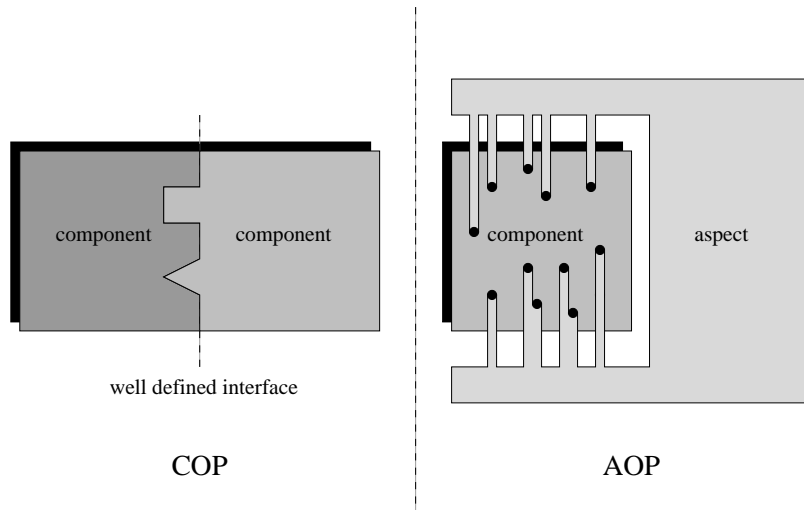 component
component
well defined interface
COP
component
aspect
AOP